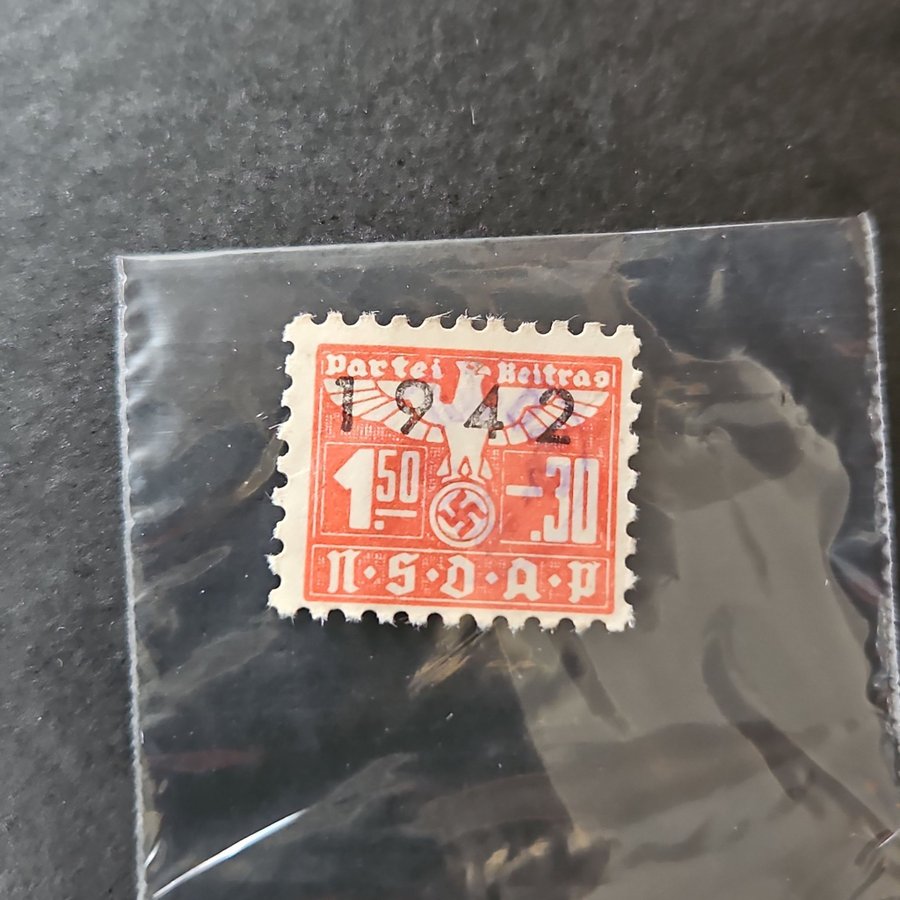 Partei Beitrag
1942
1.50 -.30
N·S·D·A·P